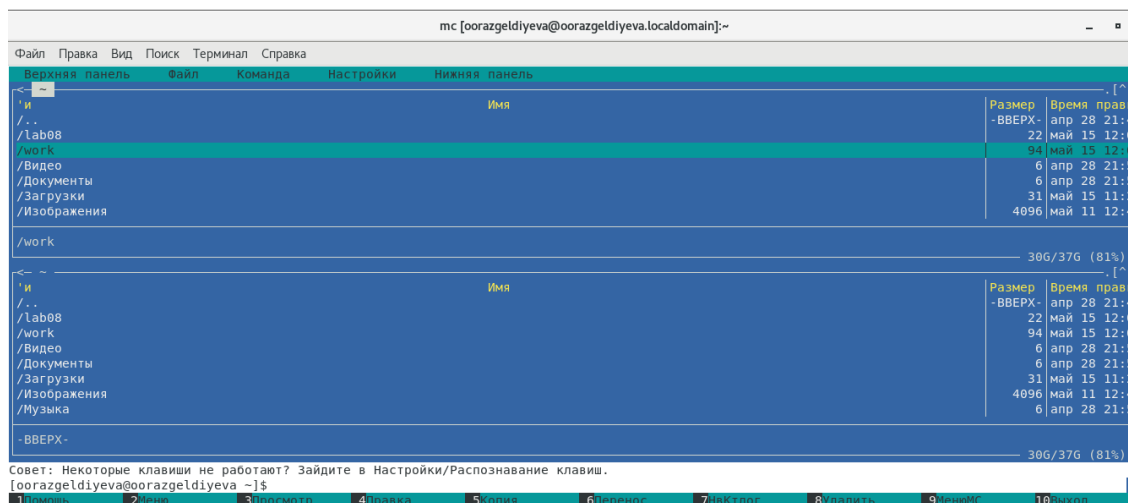 mc [oorazgeldiyeva@oorazgeldiyeva.localdomain]:~
Файл Правка Вид Поиск Терминал Справка
Верхняя панель Файл Команда Настройки Нижняя панель
<— ~ .[^
'и Имя Размер Время прав
/.. -ВВЕРХ- апр 28 21:
/lab08 22 май 15 12:
/work 94 май 15 12:
/Видео 6 апр 28 21:
/Документы 6 апр 28 21:
/Загрузки 31 май 15 11:
/Изображения 4096 май 11 12:
/work
30G/37G (81%)
<— ~ .[^
'и Имя Размер Время прав
/.. -ВВЕРХ- апр 28 21:
/lab08 22 май 15 12:
/work 94 май 15 12:
/Видео 6 апр 28 21:
/Документы 6 апр 28 21:
/Загрузки 31 май 15 11:
/Изображения 4096 май 11 12:
/Музыка 6 апр 28 21:
-ВВЕРХ-
30G/37G (81%)
Совет: Некоторые клавиши не работают? Зайдите в Настройки/Распознавание клавиш.
[oorazgeldiyeva@oorazgeldiyeva ~]$
1Помощь 2Меню 3Просмотр 4Правка 5Копия 6Перенос 7НвКтлог 8Удалить 9МенюМС 10Выход